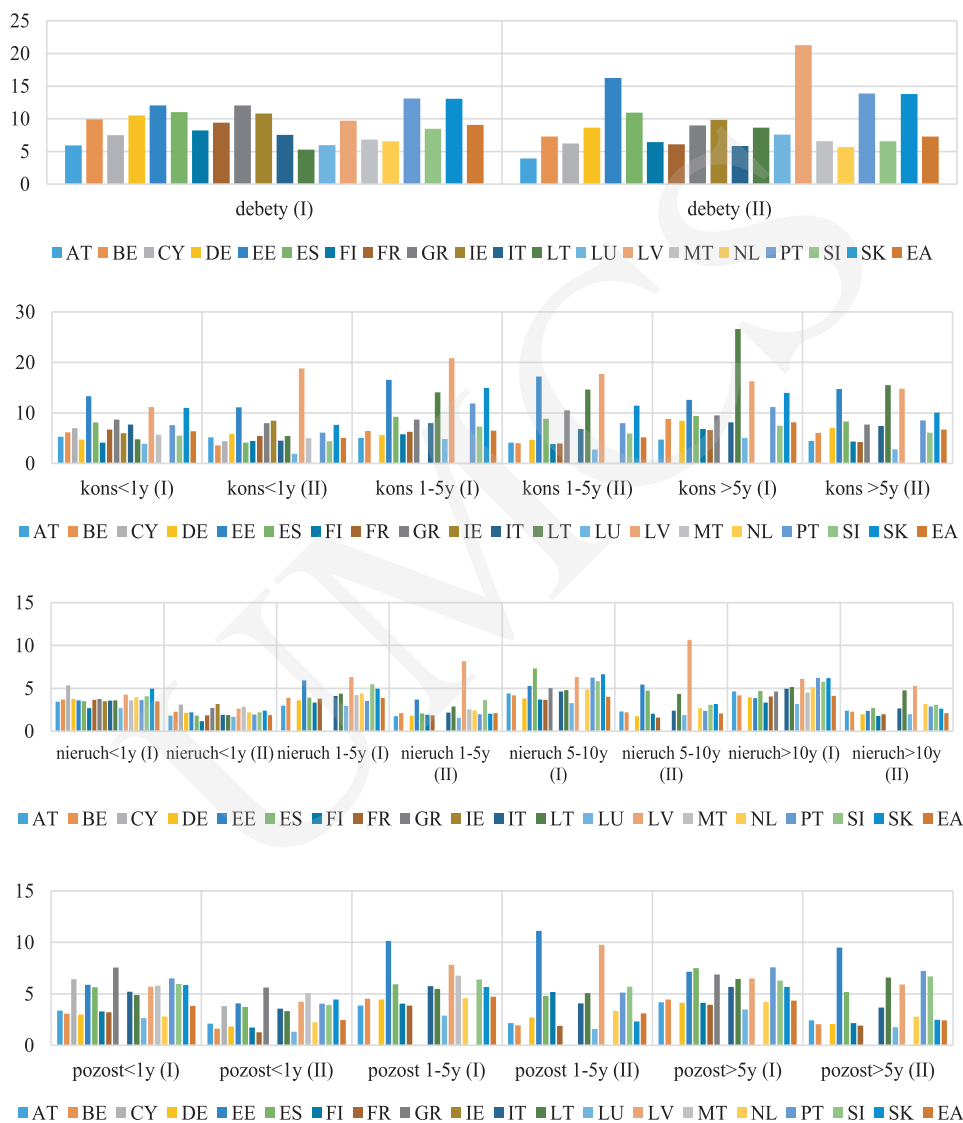 25
20
15
10
5
0
debety (I) debety (II)
AT BE CY DE EE ES FI FR GR IE IT LT LU LV MT NL PT SI SK EA
30
20
10
0
kons<1y (I) kons<1y (II) kons 1-5y (I) kons 1-5y (II) kons >5y (I) kons >5y (II)
AT BE CY DE EE ES FI FR GR IE IT LT LU LV MT NL PT SI SK EA
15
10
5
0
nieruch<1y (I) nieruch<1y (II) nieruch 1-5y (I) nieruch 1-5y (II) nieruch 5-10y (I) nieruch 5-10y (II) nieruch>10y (I) nieruch>10y (II)
AT BE CY DE EE ES FI FR GR IE IT LT LU LV MT NL PT SI SK EA
15
10
5
0
pozost<1y (I) pozost<1y (II) pozost 1-5y (I) pozost 1-5y (II) pozost>5y (I) pozost>5y (II)
AT BE CY DE EE ES FI FR GR IE IT LT LU LV MT NL PT SI SK EA
UMCS